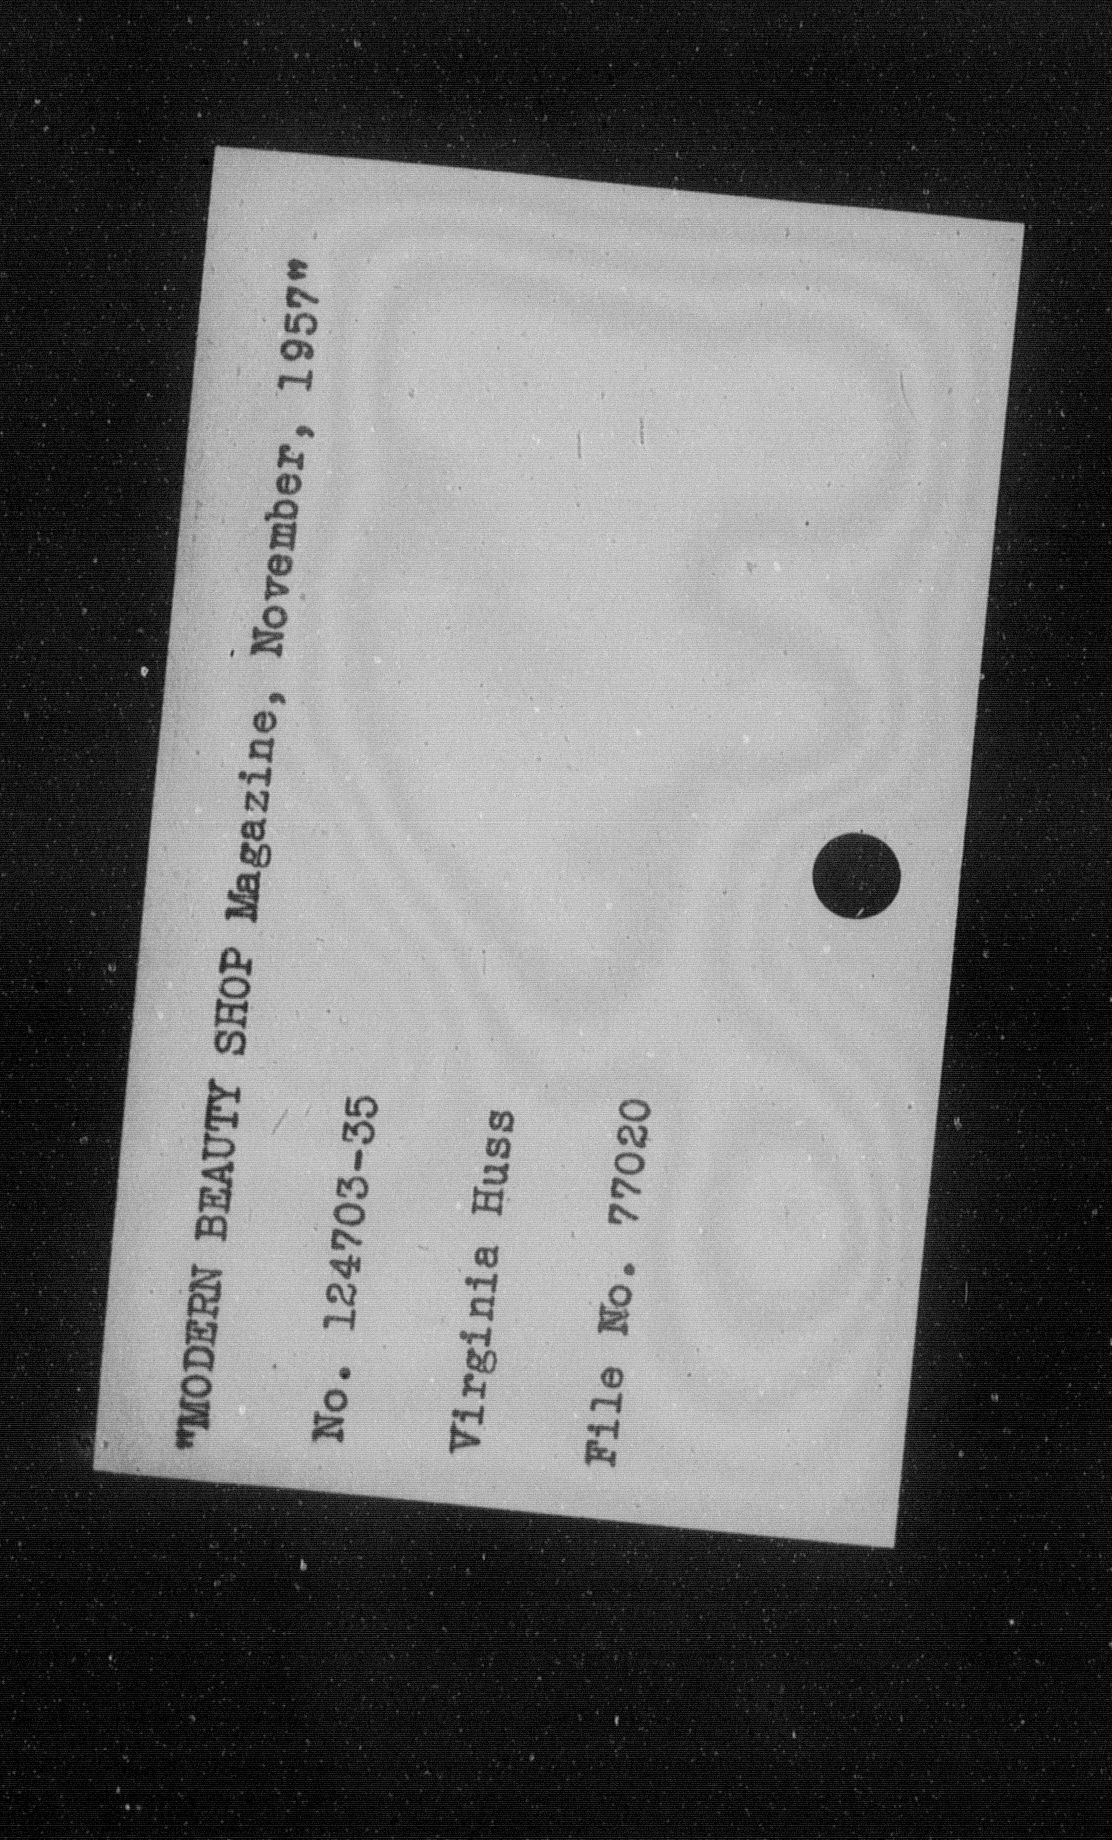 "MODERN BEAUTY SHOP Magazine, November, 1957"
No. 124703-35
Virginia Huss
File No. 77020